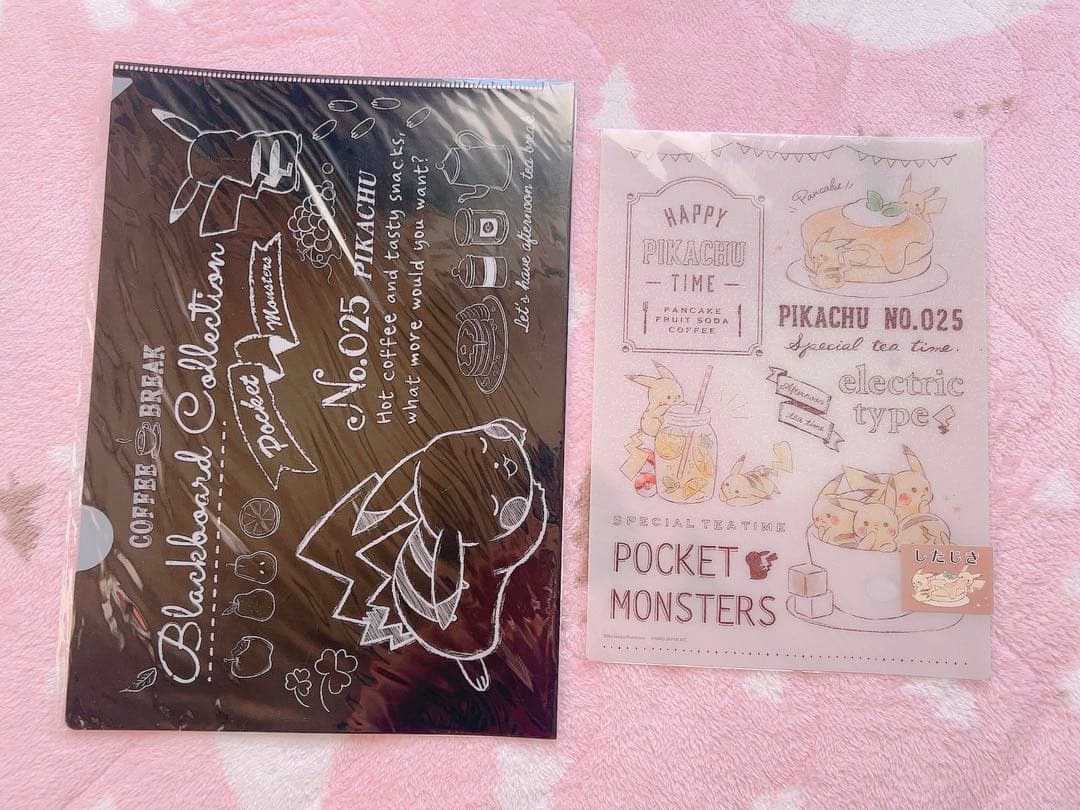 COFFEE BREAK
Blackboard Collection
Pocket
Monsters
No.025 PIKACHU
Hot coffee and tasty snacks,
what more would you want?
Let's have afternoon tea break.
HAPPY
PIKACHU
TIME
PANCAKE
FRUIT SODA
COFFEE
Pancake!!
PIKACHU NO.025
Special tea time.
Afternoon
tea time
electric
type
SPECIAL TEA TIME
POCKET
MONSTERS
したじき